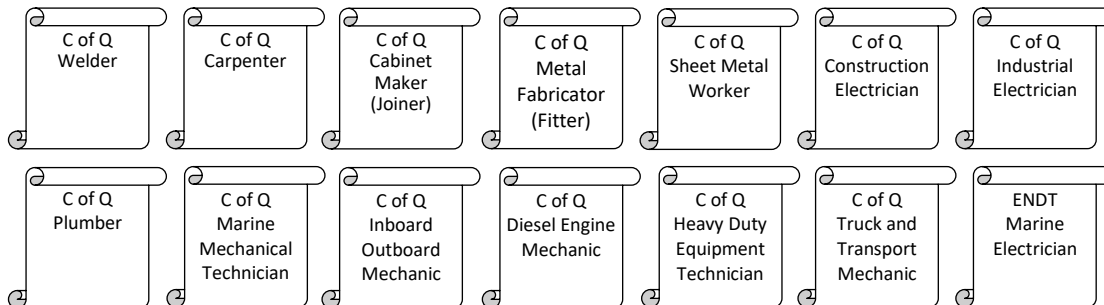 C of Q
Welder
C of Q
Carpenter
C of Q
Cabinet
Maker
(Joiner)
C of Q
Metal
Fabricator
(Fitter)
C of Q
Sheet Metal
Worker
C of Q
Construction
Electrician
C of Q
Industrial
Electrician
C of Q
Plumber
C of Q
Marine
Mechanical
Technician
C of Q
Inboard
Outboard
Mechanic
C of Q
Diesel Engine
Mechanic
C of Q
Heavy Duty
Equipment
Technician
C of Q
Truck and
Transport
Mechanic
ENDT
Marine
Electrician